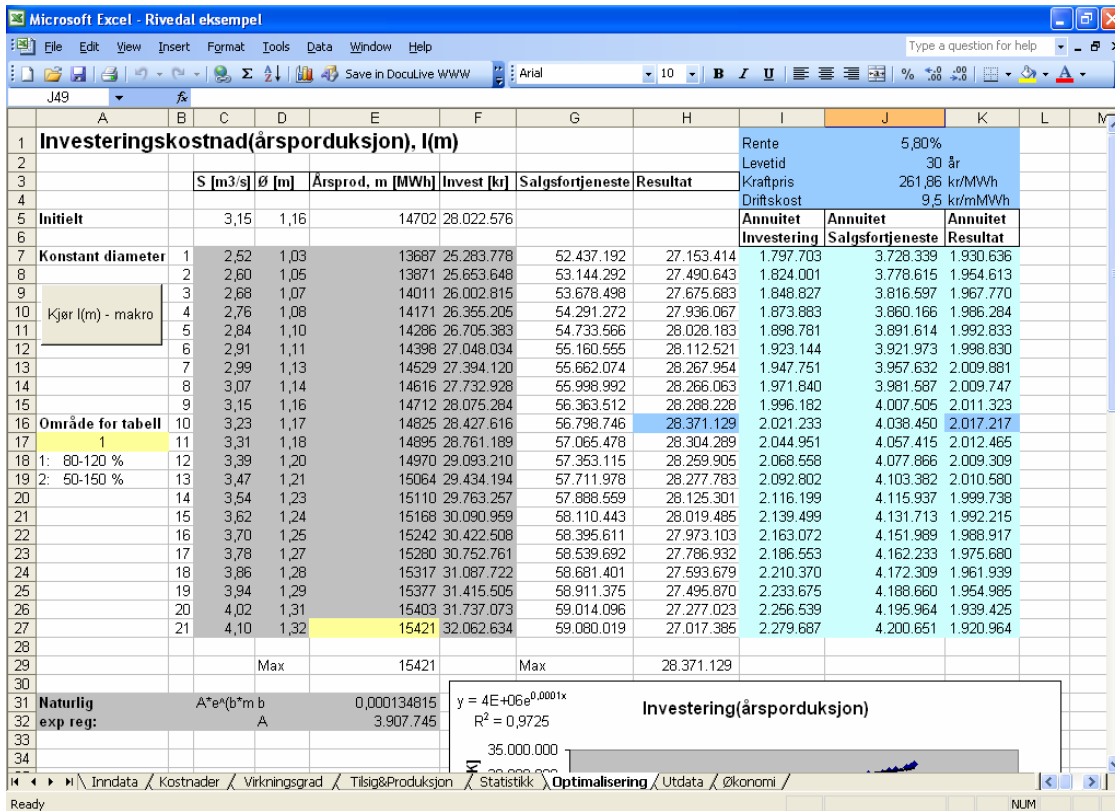 Microsoft Excel - Rivedal eksempel
File Edit View Insert Format Tools Data Window Help Type a question for help
Save in DocuLive WWW Arial 10 B I U
J49 fx
A B C D E F G H I J K L M
1 Investeringskostnad(årsporduksjon), I(m) Rente 5,80%
2 Levetid 30 år
3 S [m3/s] Ø [m] Årsprod, m [MWh] Invest [kr] Salgsfortjeneste Resultat Kraftpris 261,86 kr/MWh
4 Driftskost 9,5 kr/mMWh
5 Initielt 3,15 1,16 14702 28.022.576 Annuitet Annuitet Annuitet
6 Investering Salgsfortjeneste Resultat
7 Konstant diameter 1 2,52 1,03 13687 25.283.778 52.437.192 27.153.414 1.797.703 3.728.339 1.930.636
8 2 2,60 1,05 13871 25.653.648 53.144.292 27.490.643 1.824.001 3.778.615 1.954.613
9 3 2,68 1,07 14011 26.002.815 53.678.498 27.675.683 1.848.827 3.816.597 1.967.770
10 Kjør I(m) - makro 4 2,76 1,08 14171 26.355.205 54.291.272 27.936.067 1.873.883 3.860.166 1.986.284
11 5 2,84 1,10 14286 26.705.383 54.733.566 28.028.183 1.898.781 3.891.614 1.992.833
12 6 2,91 1,11 14398 27.048.034 55.160.555 28.112.521 1.923.144 3.921.973 1.998.830
13 7 2,99 1,13 14529 27.394.120 55.662.074 28.267.954 1.947.751 3.957.632 2.009.881
14 8 3,07 1,14 14616 27.732.928 55.998.992 28.266.063 1.971.840 3.981.587 2.009.747
15 9 3,15 1,16 14712 28.075.284 56.363.512 28.288.228 1.996.182 4.007.505 2.011.323
16 Område for tabell 10 3,23 1,17 14825 28.427.616 56.798.746 28.371.129 2.021.233 4.038.450 2.017.217
17 1 11 3,31 1,18 14895 28.761.189 57.065.478 28.304.289 2.044.951 4.057.415 2.012.465
18 1: 80-120 % 12 3,39 1,20 14970 29.093.210 57.353.115 28.259.905 2.068.558 4.077.866 2.009.309
19 2: 50-150 % 13 3,47 1,21 15064 29.434.194 57.711.978 28.277.783 2.092.802 4.103.382 2.010.580
20 14 3,54 1,23 15110 29.763.257 57.888.559 28.125.301 2.116.199 4.115.937 1.999.738
21 15 3,62 1,24 15168 30.090.959 58.110.443 28.019.485 2.139.499 4.131.713 1.992.215
22 16 3,70 1,25 15242 30.422.508 58.395.611 27.973.103 2.163.072 4.151.989 1.988.917
23 17 3,78 1,27 15280 30.752.761 58.539.692 27.786.932 2.186.553 4.162.233 1.975.680
24 18 3,86 1,28 15317 31.087.722 58.681.401 27.593.679 2.210.370 4.172.309 1.961.939
25 19 3,94 1,29 15377 31.415.505 58.911.375 27.495.870 2.233.675 4.188.660 1.954.985
26 20 4,02 1,31 15403 31.737.073 59.014.096 27.277.023 2.256.539 4.195.964 1.939.425
27 21 4,10 1,32 15421 32.062.634 59.080.019 27.017.385 2.279.687 4.200.651 1.920.964
28
29 Max 15421 Max 28.371.129
30
31 Naturlig A*e^(b*m b 0,000134815 y = 4E+06e^0,0001x Investering(årsporduksjon)
32 exp reg: A 3.907.745 R² = 0,9725
33
34 35.000.000
Inndata / Kostnader / Virkningsgrad / Tilsig&Produksjon / Statistikk \ Optimalisering / Utdata / Økonomi /
Ready NUM